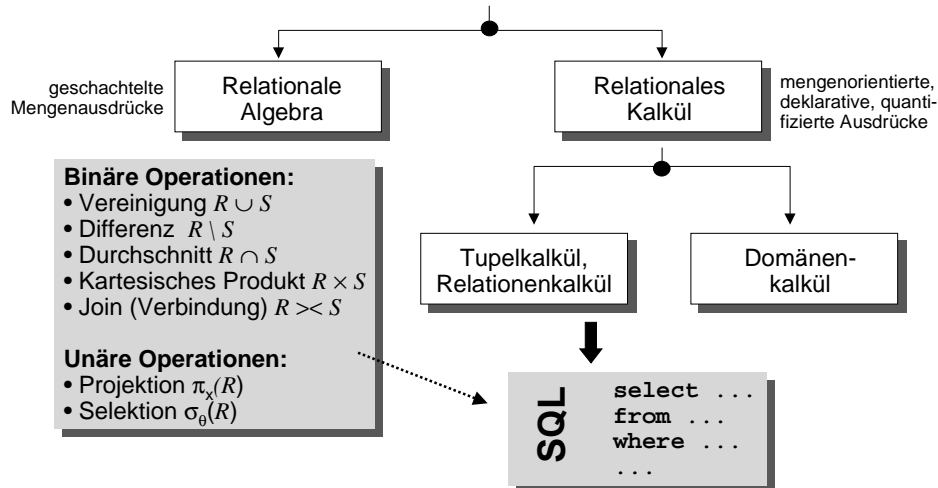 geschachtelte
Mengenausdrücke
Relationale
Algebra
Relationales
Kalkül
mengenorientierte,
deklarative, quanti-
fizierte Ausdrücke
Binäre Operationen:
• Vereinigung R ∪ S
• Differenz R \ S
• Durchschnitt R ∩ S
• Kartesisches Produkt R × S
• Join (Verbindung) R >< S
Unäre Operationen:
• Projektion πx(R)
• Selektion σθ(R)
Tupelkalkül,
Relationenkalkül
Domänen-
kalkül
SQL
select ...
from ...
where ...
...